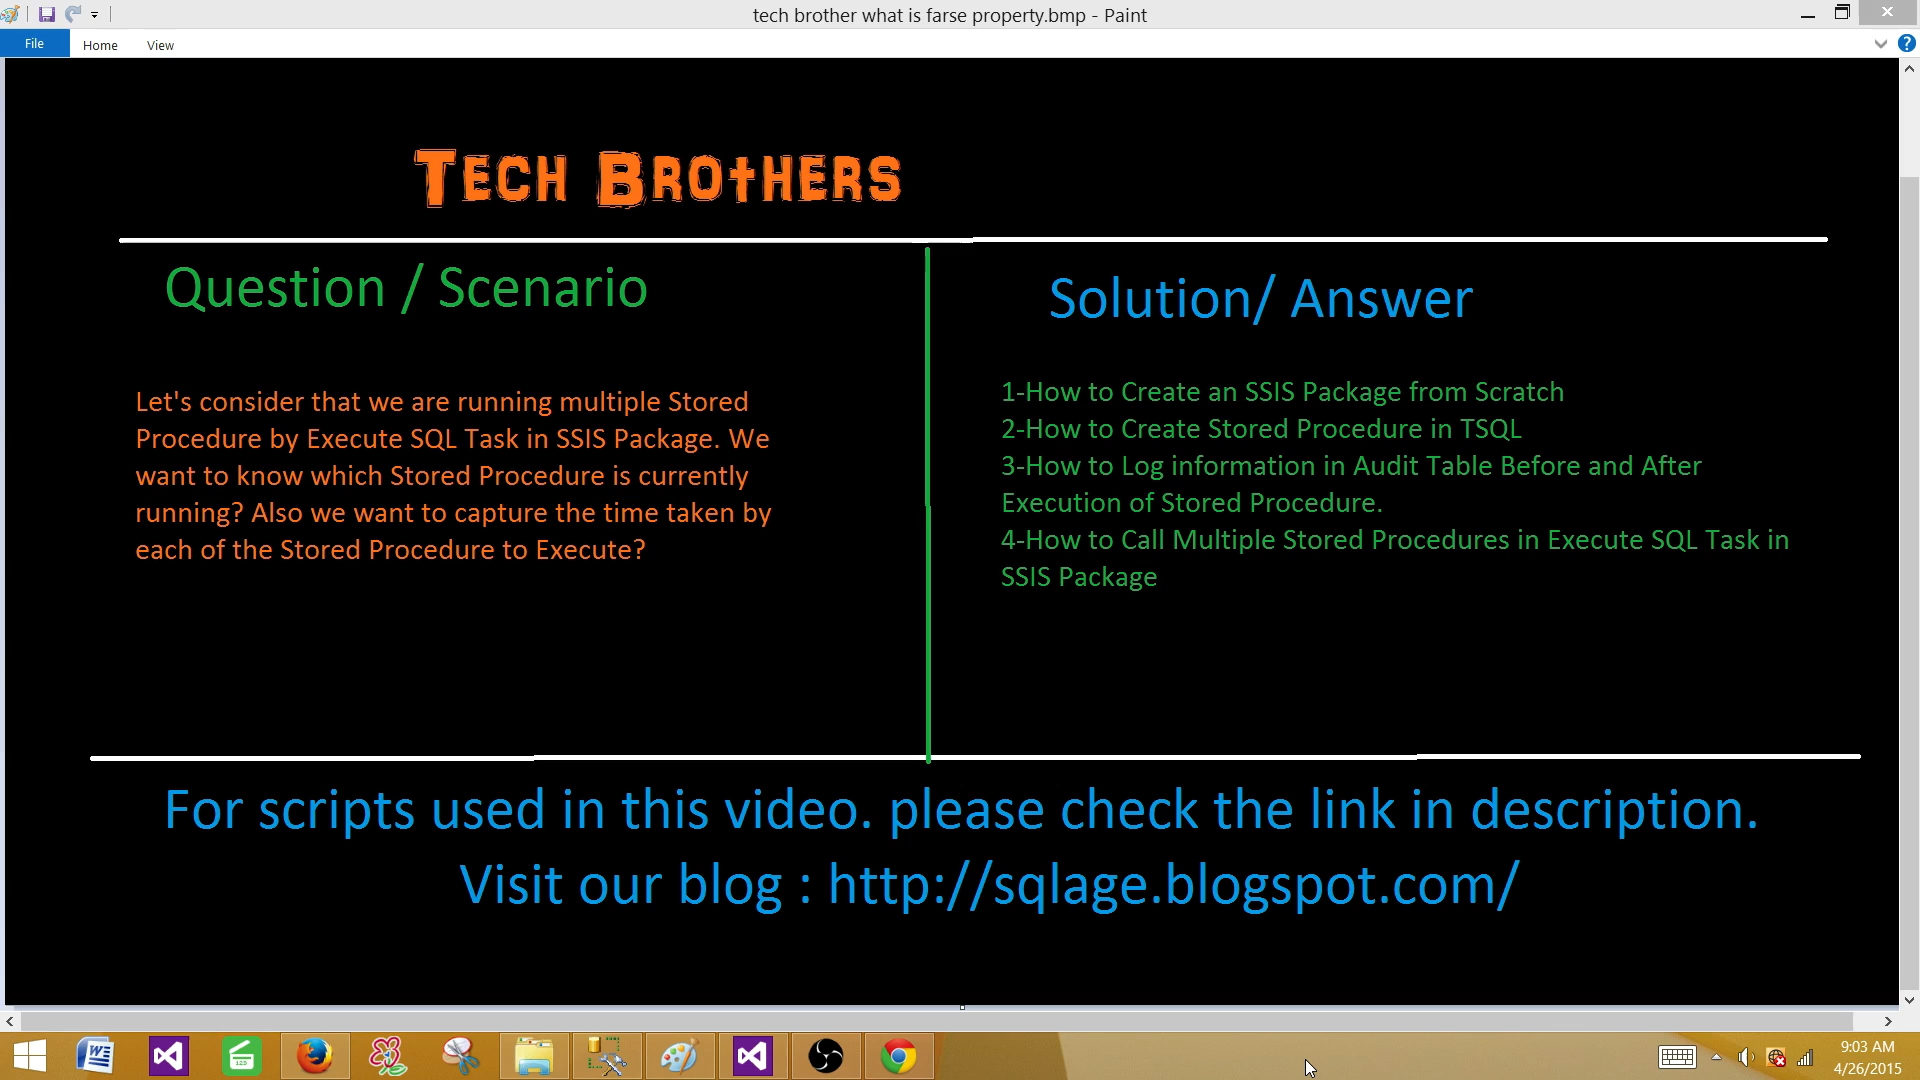 tech brother what is farse property.bmp - Paint
File Home View
Tech Brothers
Question / Scenario
Let's consider that we are running multiple Stored
Procedure by Execute SQL Task in SSIS Package. We
want to know which Stored Procedure is currently
running? Also we want to capture the time taken by
each of the Stored Procedure to Execute?
Solution/ Answer
1-How to Create an SSIS Package from Scratch
2-How to Create Stored Procedure in TSQL
3-How to Log information in Audit Table Before and After
Execution of Stored Procedure.
4-How to Call Multiple Stored Procedures in Execute SQL Task in
SSIS Package
For scripts used in this video. please check the link in description.
Visit our blog : http://sqlage.blogspot.com/
9:03 AM
4/26/2015